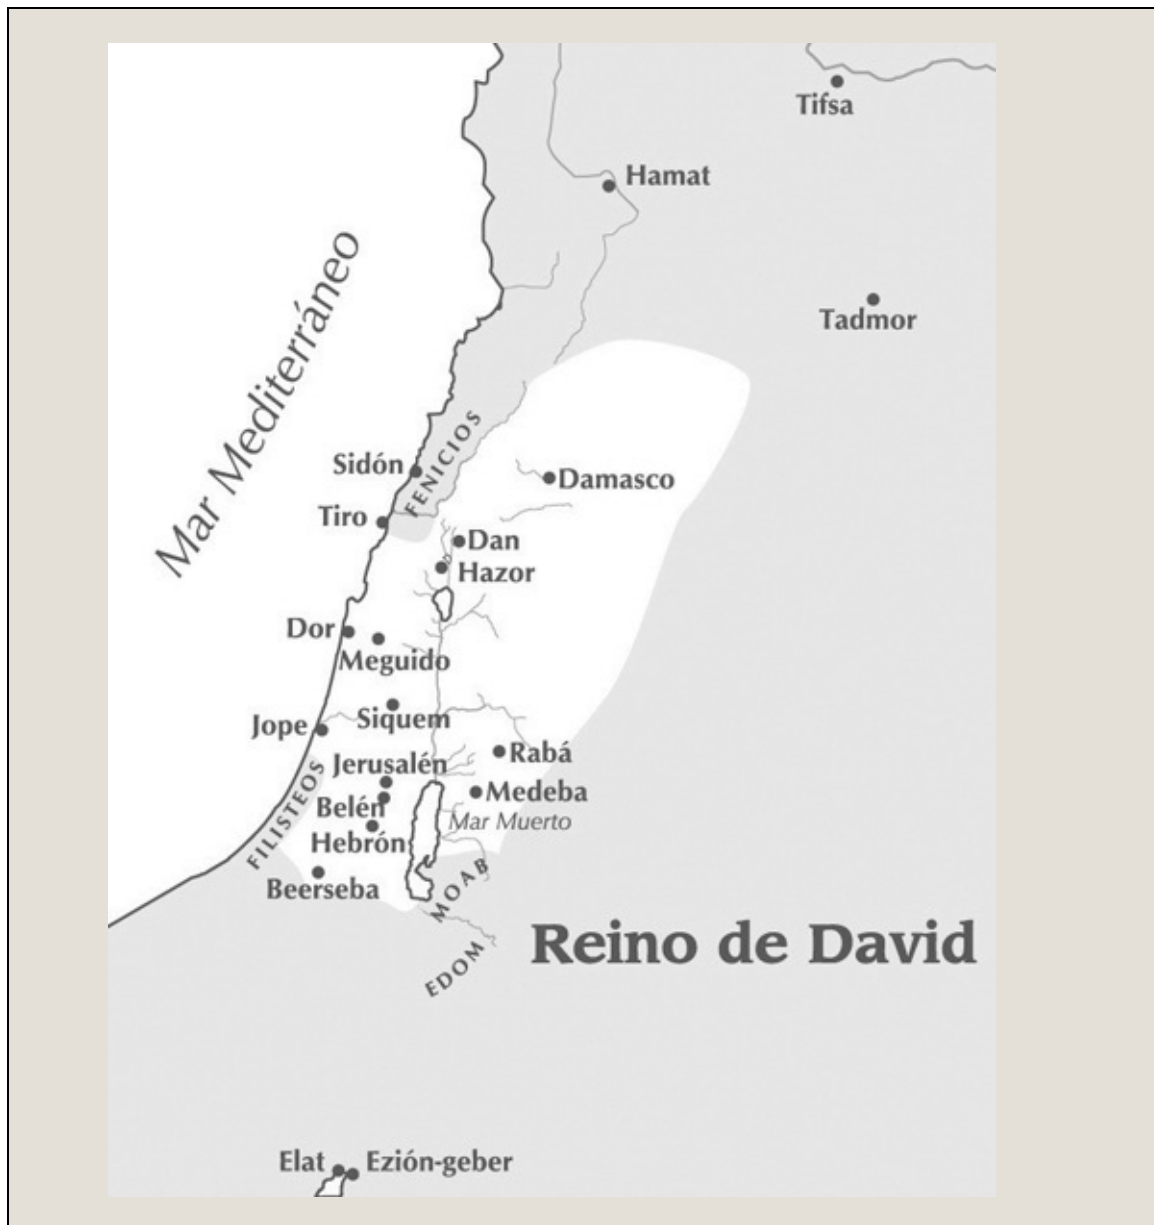 Tifsa
Hamat
Tadmor
Mar Mediterráneo
FENICIOS
Sidón
Damasco
Tiro
Dan
Hazor
Dor
Meguido
Siquem
Jope
Rabá
Jerusalén
FILISTEOS
Medeba
Belén
Mar Muerto
Hebrón
MOAB
Beerseba
Reino de David
EDOM
Elat
Ezión-geber